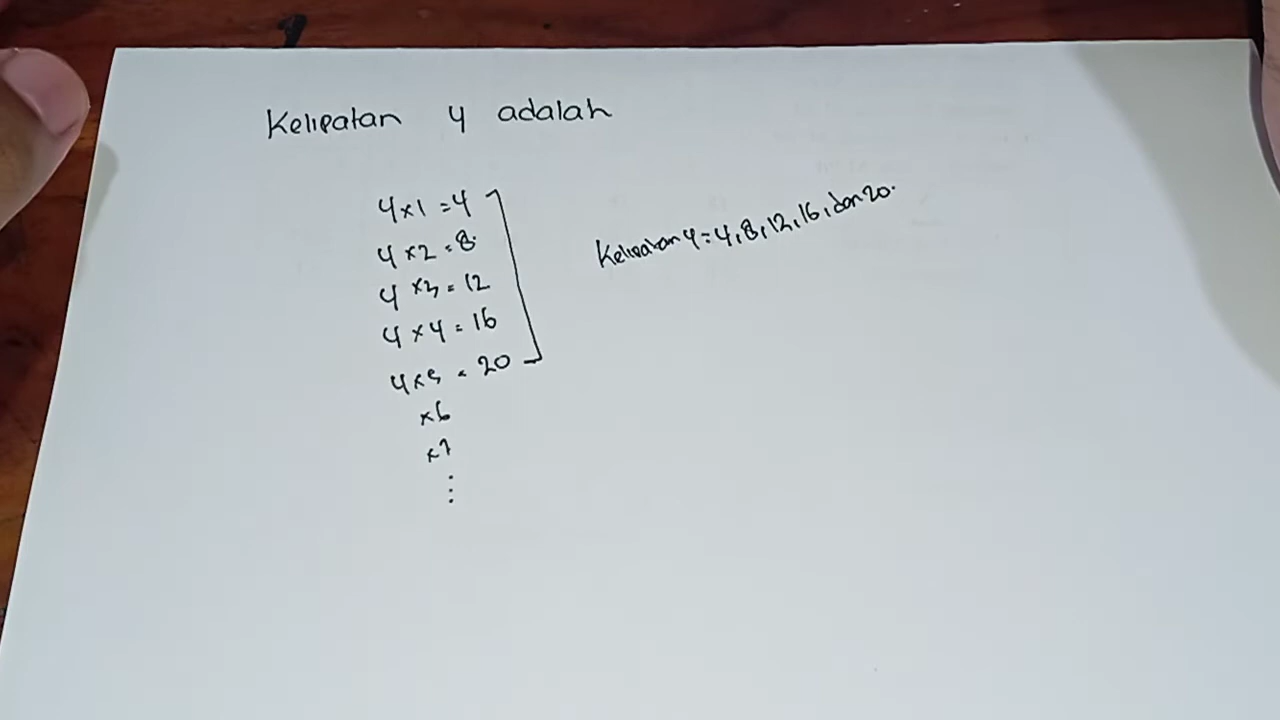 Kelipatan 4 adalah
4×1 =4
4 ×2 = 8.
4 ×3 = 12
4 × 4 = 16
4×5 = 20
×6
×7
⋮
Kelipatan 4 = 4, 8, 12, 16, dan 20.